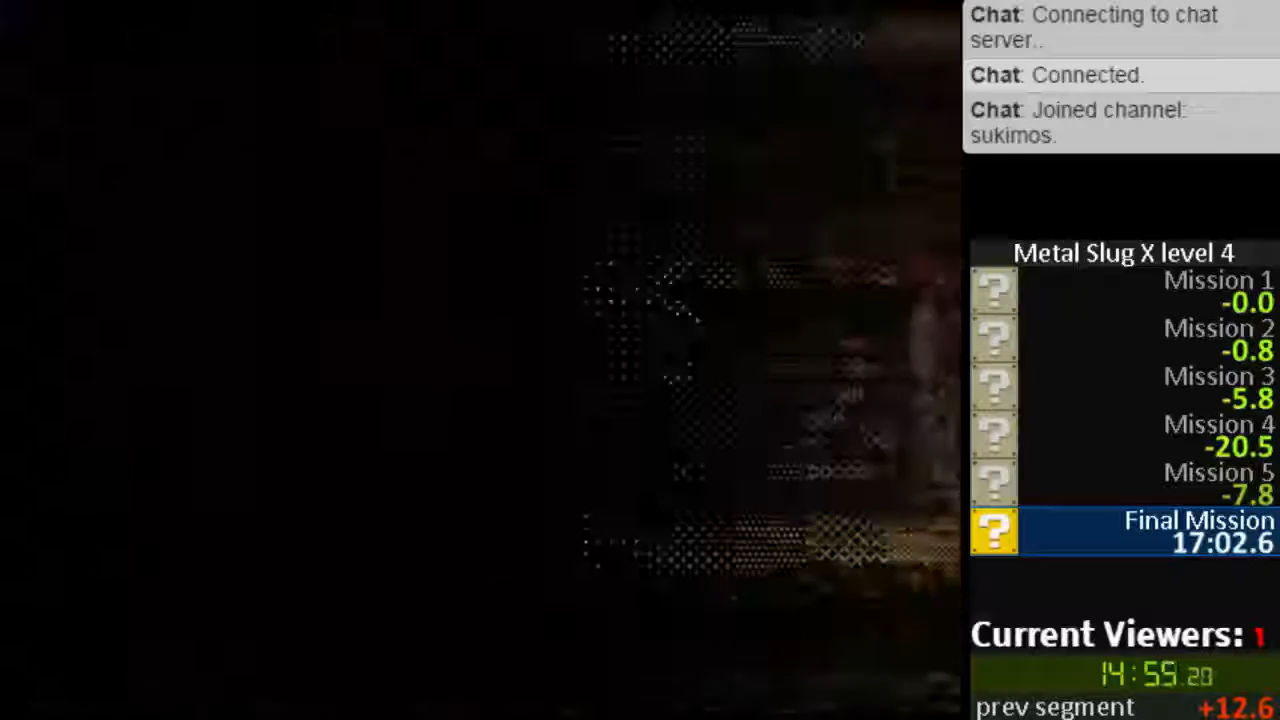 Chat: Connecting to chat
server..
Chat: Connected.
Chat: Joined channel:
sukimos.
Metal Slug X level 4
Mission 1
-0.0
Mission 2
-0.8
Mission 3
-5.8
Mission 4
-20.5
Mission 5
-7.8
Final Mission
17:02.6
Current Viewers: 1
14:55.28
prev segment +12.6